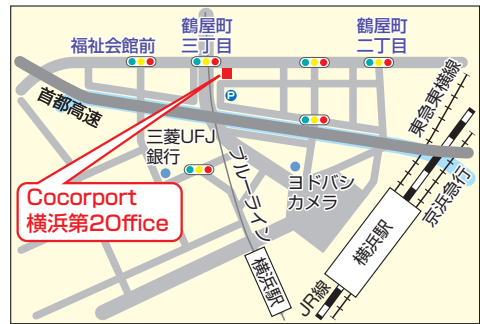 福祉会館前
鶴屋町
三丁目
鶴屋町
二丁目
首都高速
P
東急東横線
三菱UFJ
銀行
ブルーライン
ヨドバシ
カメラ
京浜急行
Cocorport
横浜第2Office
横浜駅
横浜駅
JR線